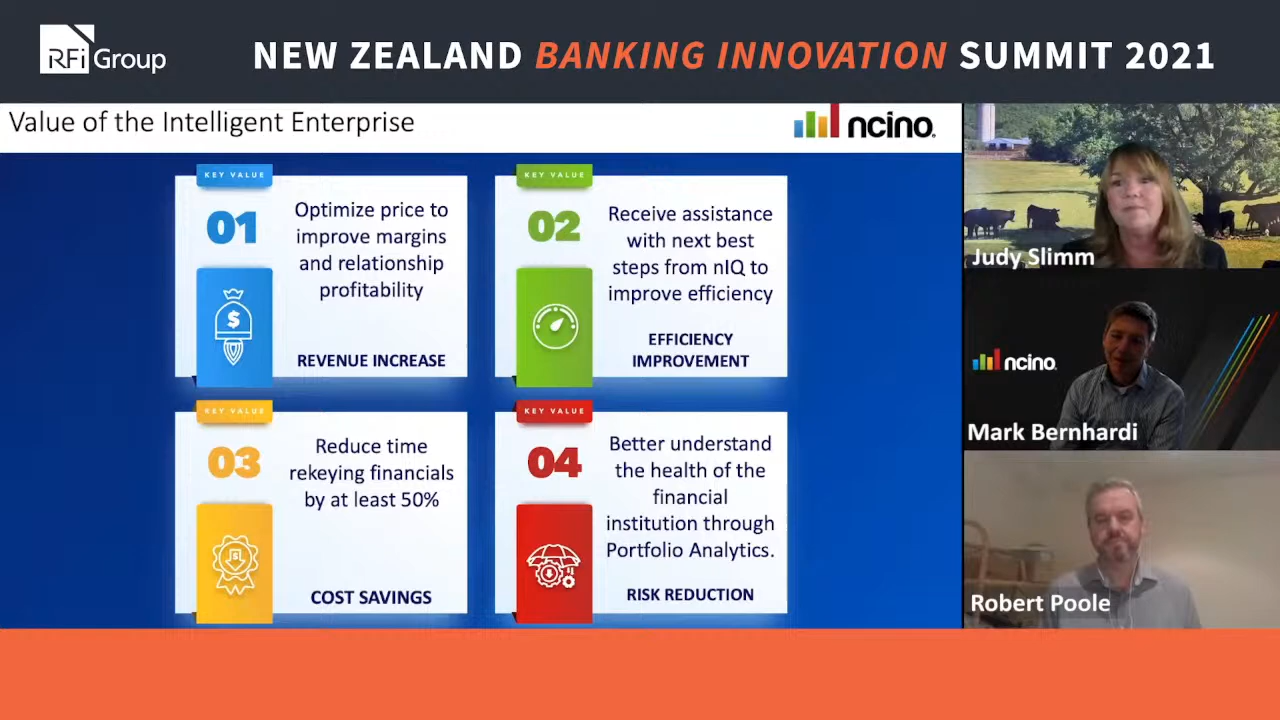 RFi Group
NEW ZEALAND BANKING INNOVATION SUMMIT 2021
Value of the Intelligent Enterprise
ncino.
KEY VALUE
01
Optimize price to
improve margins
and relationship
profitability
REVENUE INCREASE
KEY VALUE
02
Receive assistance
with next best
steps from nIQ to
improve efficiency
EFFICIENCY
IMPROVEMENT
KEY VALUE
03
Reduce time
rekeying financials
by at least 50%
COST SAVINGS
KEY VALUE
04
Better understand
the health of the
financial
institution through
Portfolio Analytics.
RISK REDUCTION
Judy Slimm
ncino.
Mark Bernhardi
Robert Poole